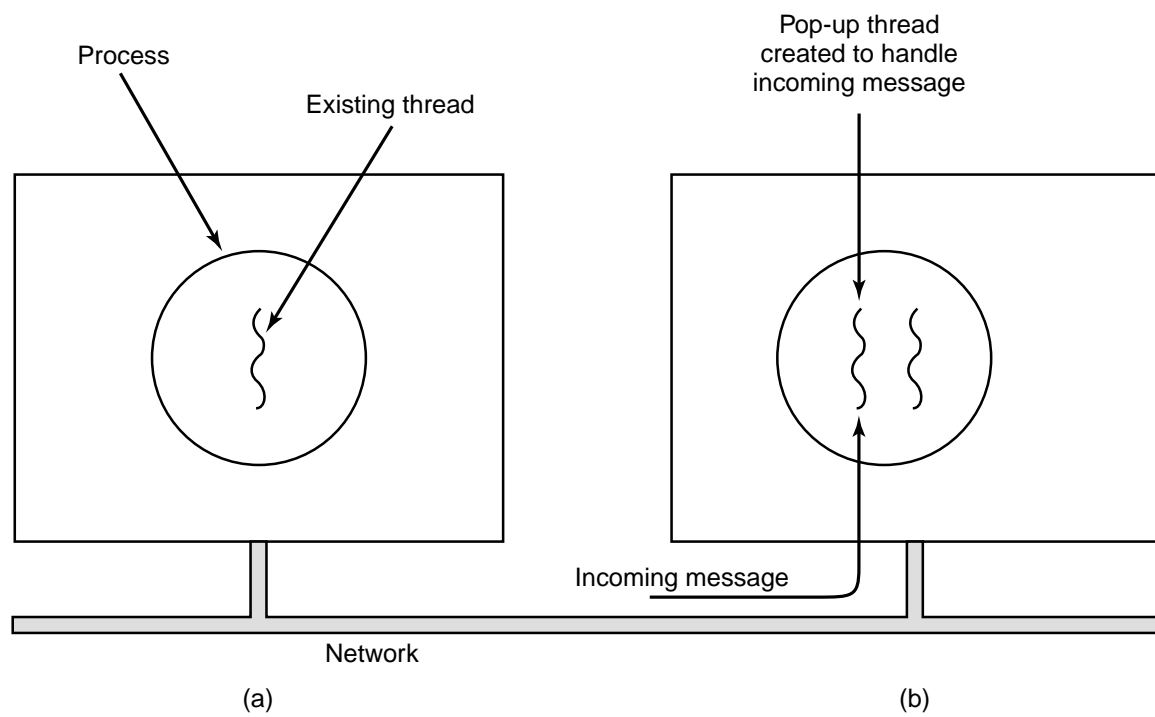 Process
Existing thread
Pop-up thread
created to handle
incoming message
Incoming message
Network
(a)
(b)